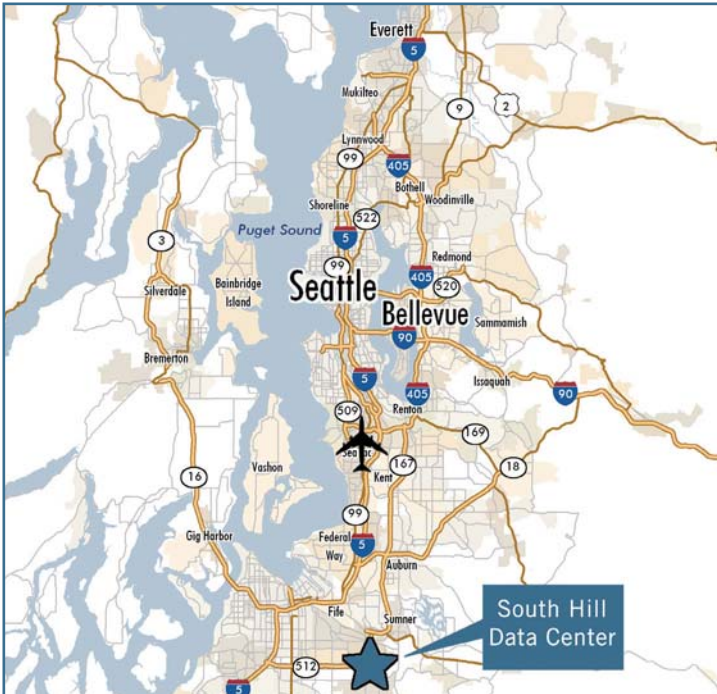 Everett
5
Mukilteo
9
2
Lynnwood
99
405
Bothell
Woodinville
Shoreline
522
Puget Sound
5
3
Redmond
99
405
520
Silverdale
Bainbridge
Island
Seattle
Bellevue
Sammamish
90
Bremerton
5
Issaquah
405
90
509
Renton
169
Vashon
167
18
16
Kent
99
Gig Harbor
Federal
Way
5
Auburn
Fife
Sumner
South Hill
Data Center
512
5